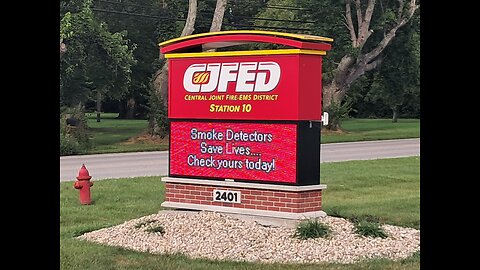 CJFED
CENTRAL JOINT FIRE-EMS DISTRICT
STATION 10
Smoke Detectors
Save Lives....
Check yours today!
2401